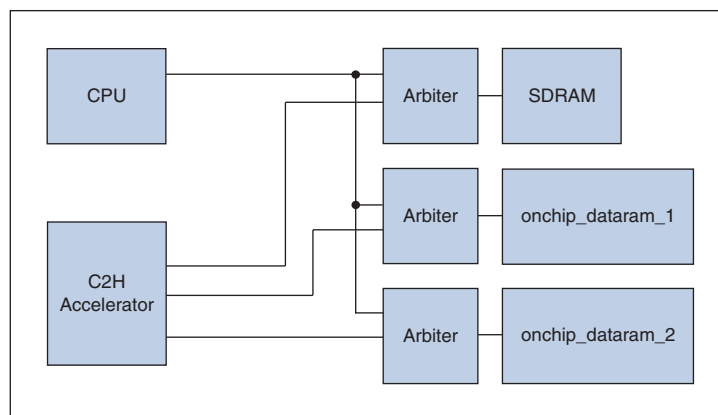 CPU
Arbiter
SDRAM
Arbiter
onchip_dataram_1
C2H
Accelerator
Arbiter
onchip_dataram_2